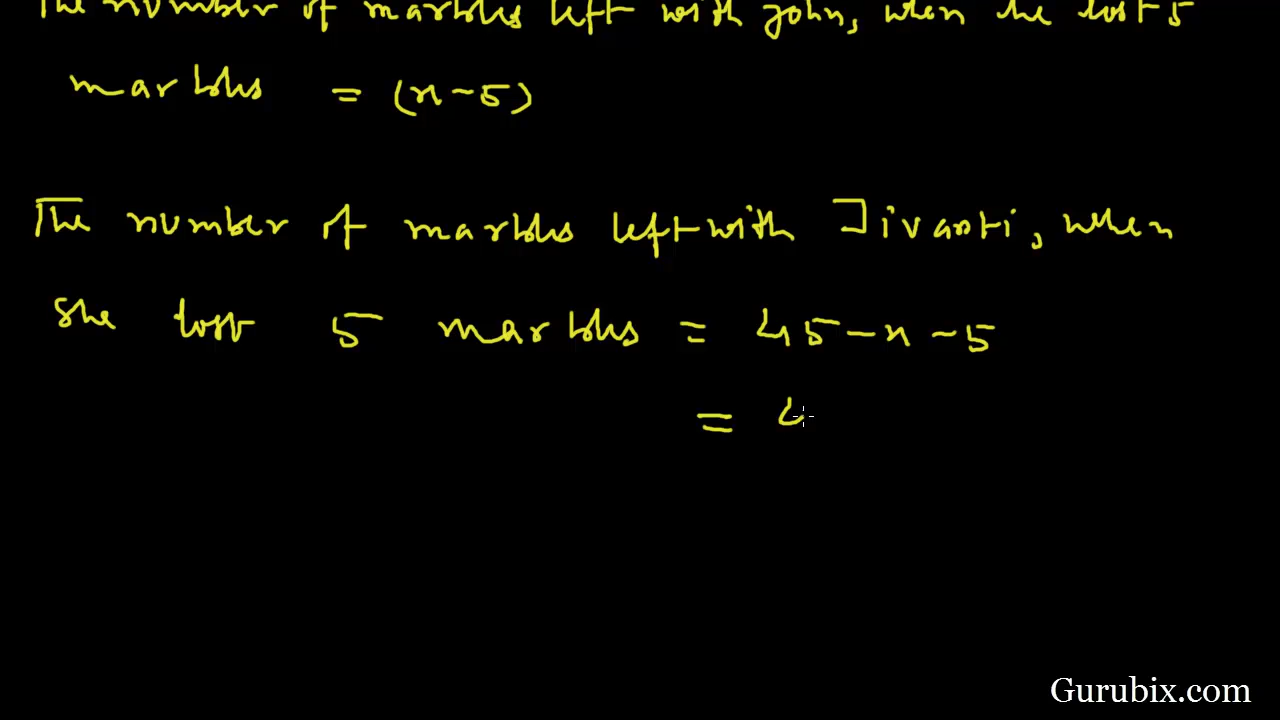 The number of marbles left with john, when he lost 5
marbles = (x-5)
The number of marbles left with Jivanti, when
She lost 5 marbles = 45-x-5
= 4
Gurubix.com